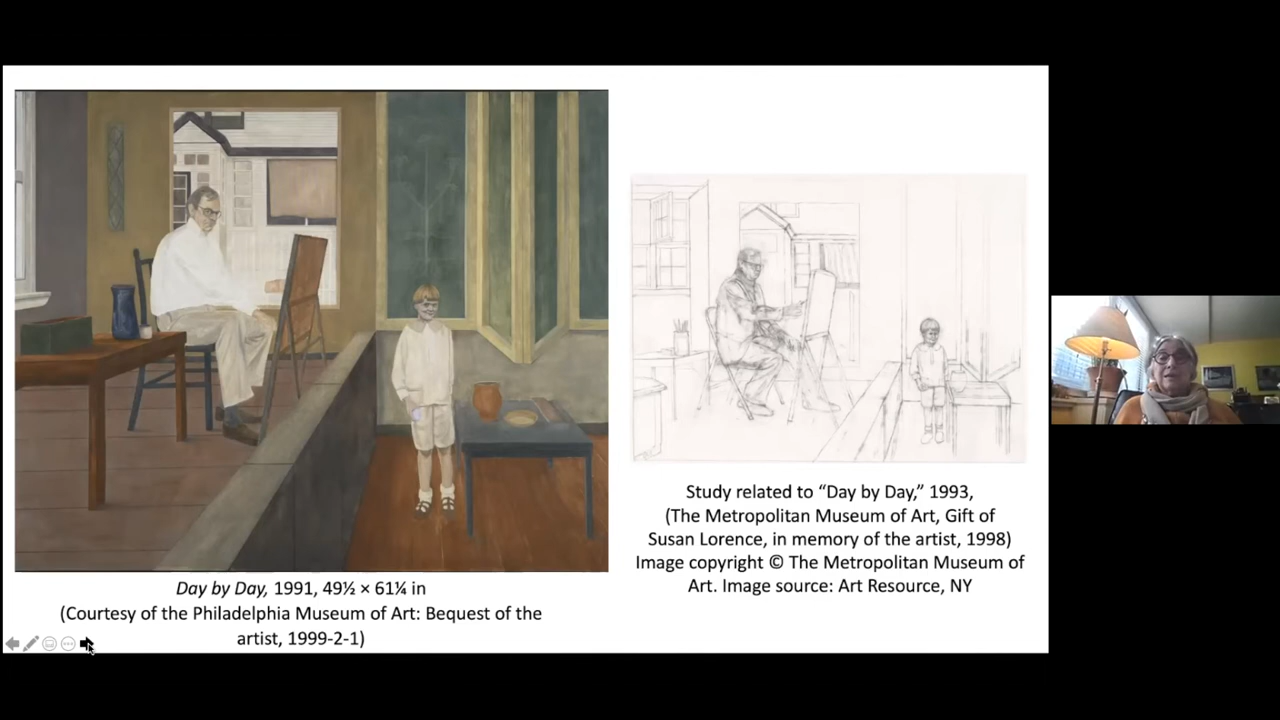 Day by Day, 1991, 49½ × 61¼ in
(Courtesy of the Philadelphia Museum of Art: Bequest of the
artist, 1999-2-1)
Study related to “Day by Day,” 1993,
(The Metropolitan Museum of Art, Gift of
Susan Lorence, in memory of the artist, 1998)
Image copyright © The Metropolitan Museum of
Art. Image source: Art Resource, NY